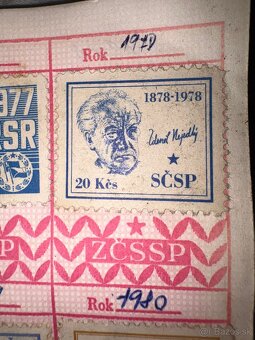 Rok 1979
977
SR
1878-1978
Zdeněk Nejedlý
20 Kčs SČSP
P
ZČSSP
Rok 1980